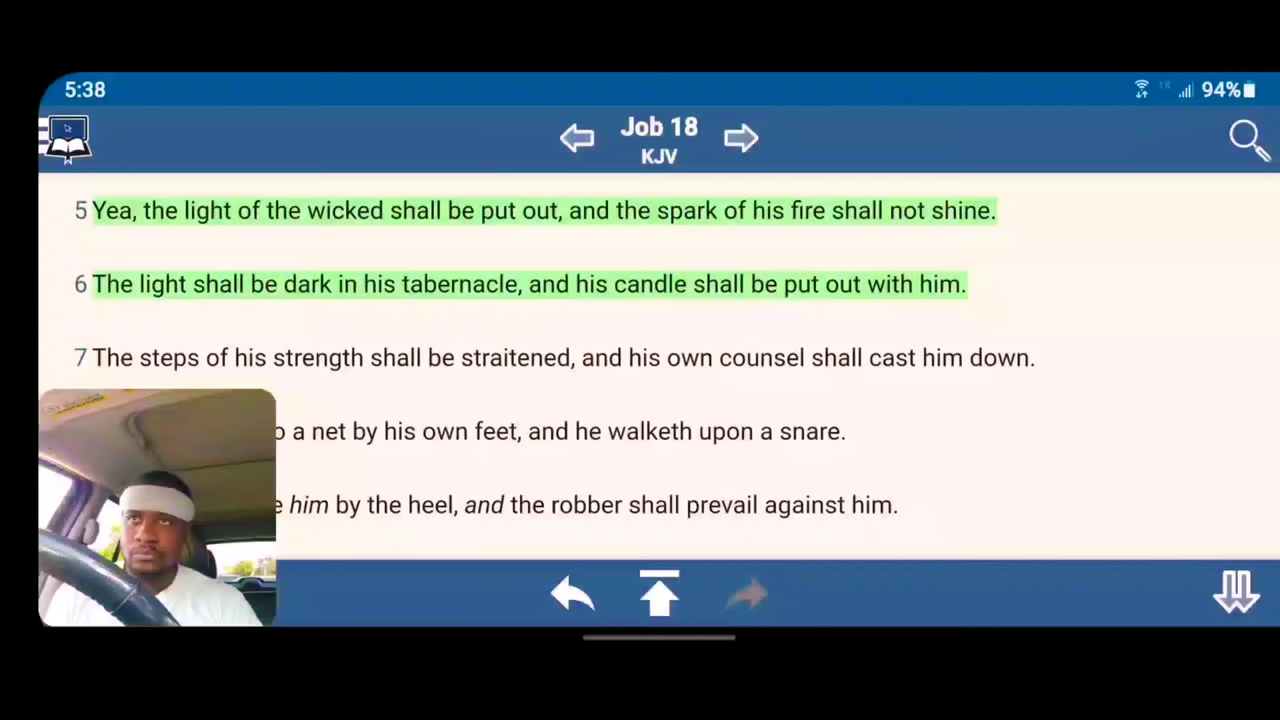 5:38
94%
Job 18
KJV
5 Yea, the light of the wicked shall be put out, and the spark of his fire shall not shine.
6 The light shall be dark in his tabernacle, and his candle shall be put out with him.
7 The steps of his strength shall be straitened, and his own counsel shall cast him down.
a net by his own feet, and he walketh upon a snare.
him by the heel, and the robber shall prevail against him.